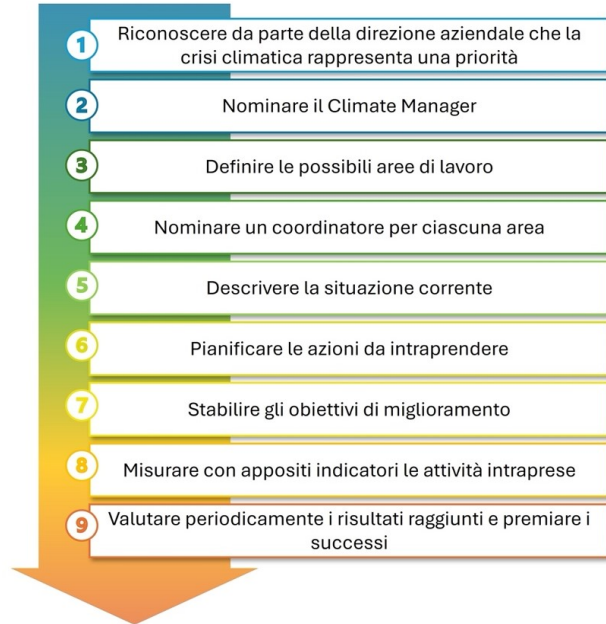 1
Riconoscere da parte della direzione aziendale che la
crisi climatica rappresenta una priorità
2
Nominare il Climate Manager
3
Definire le possibili aree di lavoro
4
Nominare un coordinatore per ciascuna area
5
Descrivere la situazione corrente
6
Pianificare le azioni da intraprendere
7
Stabilire gli obiettivi di miglioramento
8
Misurare con appositi indicatori le attività intraprese
9
Valutare periodicamente i risultati raggiunti e premiare i
successi